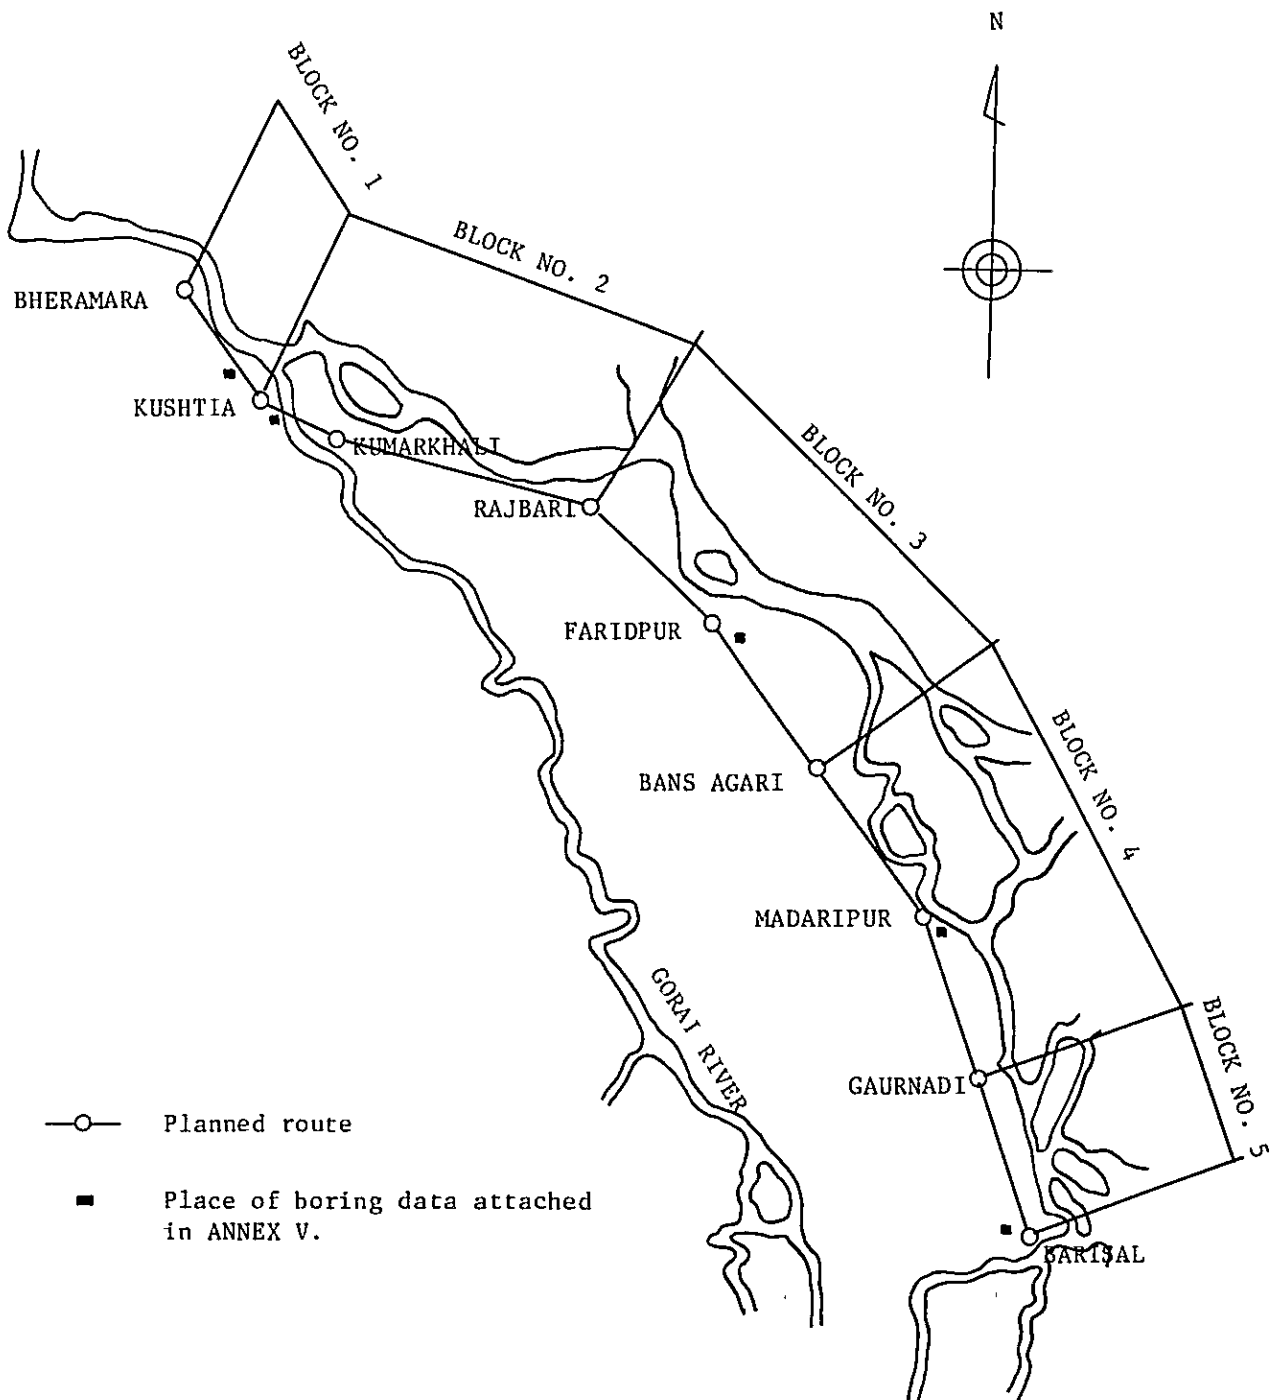 N
BLOCK NO. 1
BLOCK NO. 2
BHERAMARA
KUSHTIA
KUMARKHALI
BLOCK NO. 3
RAJBARI
FARIDPUR
BANS AGARI
BLOCK NO. 4
MADARIPUR
GORAI RIVER
GAURNADI
BLOCK NO. 5
Planned route
Place of boring data attached
in ANNEX V.
BARISAL